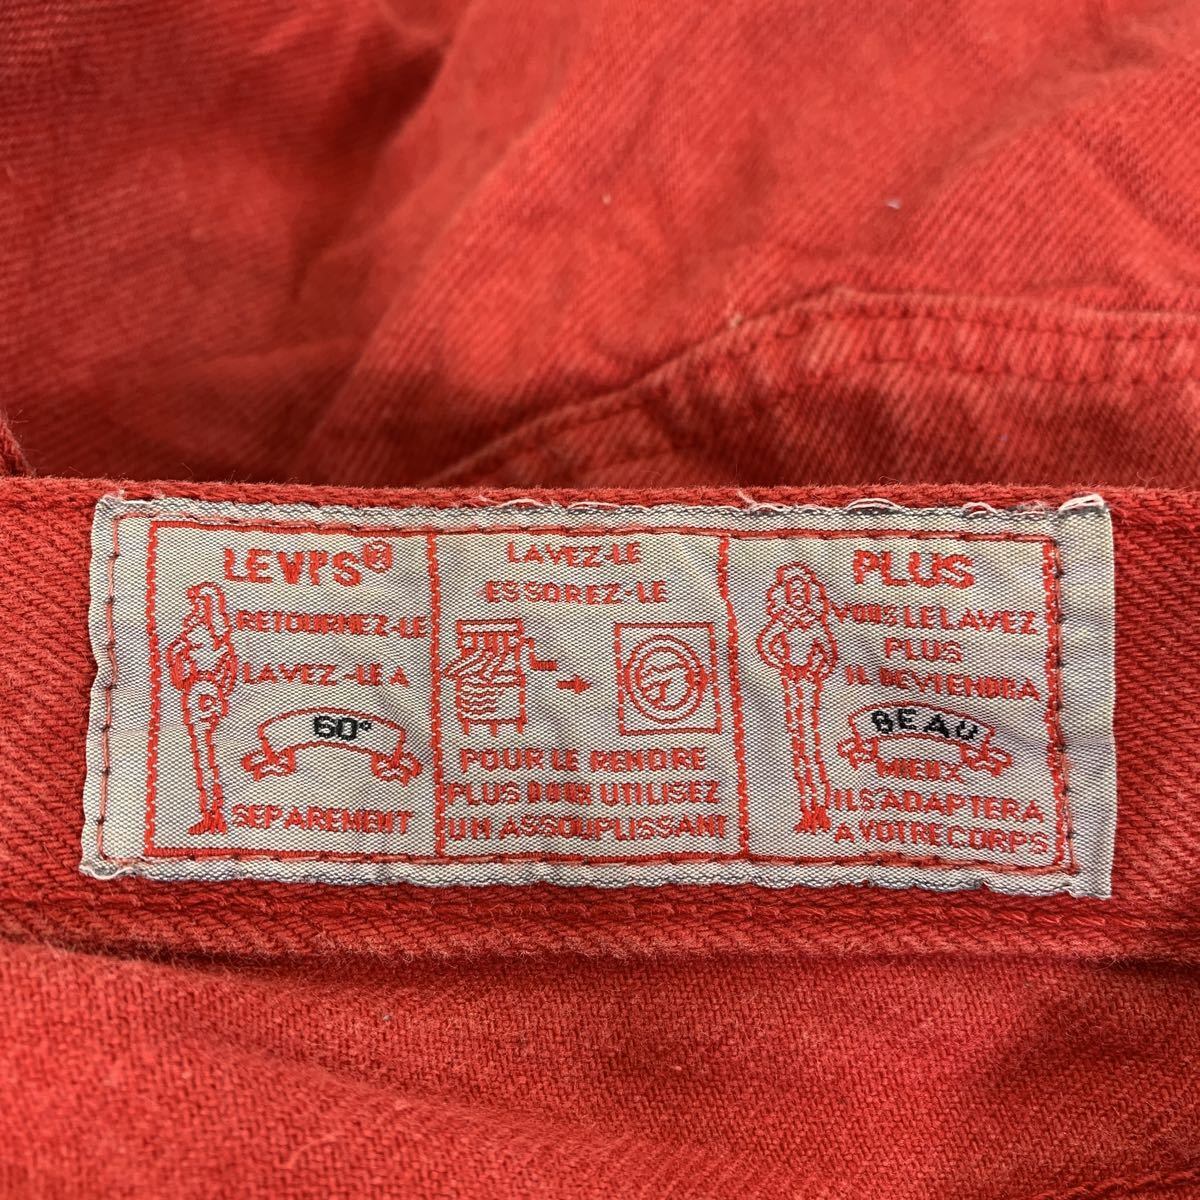 LEVI'S®
RETOURNEZ-LE
LAVEZ-LE A
60°
SEPAREMENT
LAVEZ-LE
ESSOREZ-LE
POUR LE RENDRE
PLUS DOUX UTILISEZ
UN ASSOUPLISSANT
PLUS
VOUS LE LAVEZ
PLUS
IL DEVIENDRA
BEAU
MIEUX
IL S'ADAPTERA
A VOTRE CORPS